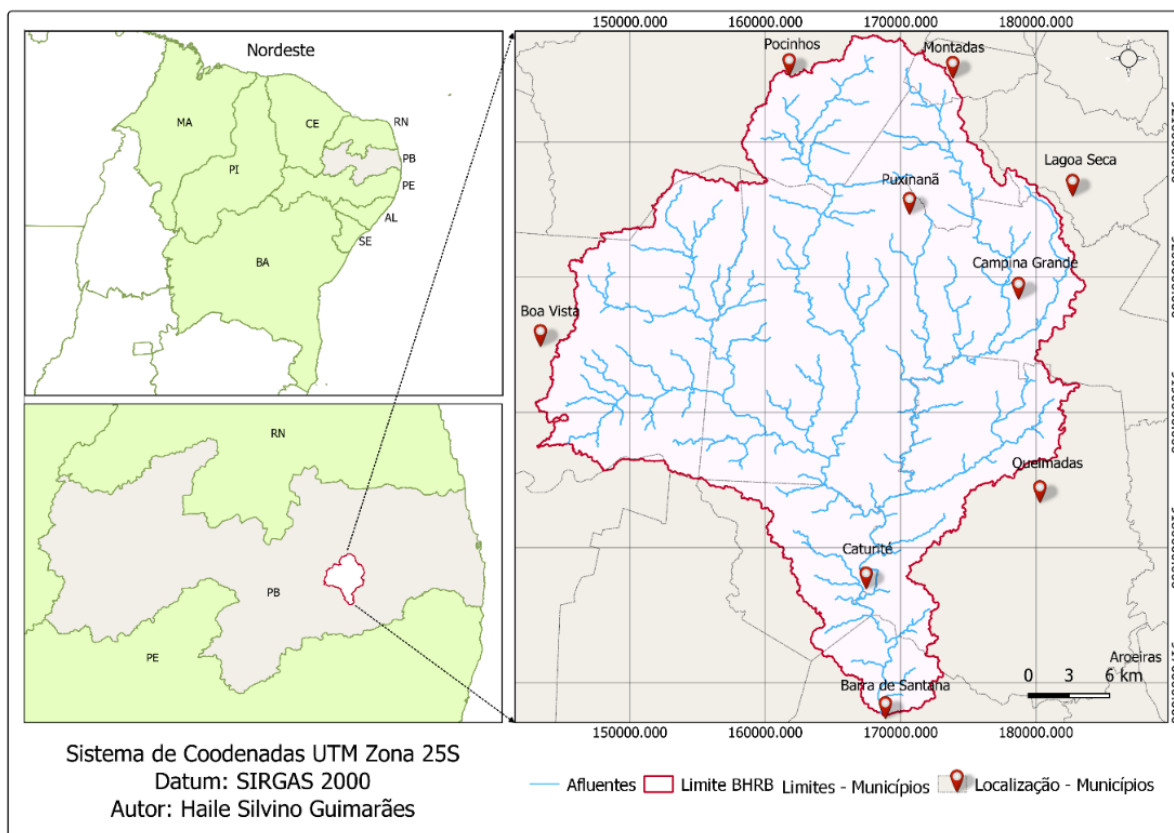 Nordeste
MA
CE
RN
PB
PI
PE
AL
SE
BA
RN
PB
PE
150000.000 160000.000 170000.000 180000.000
Pocinhos
Montadas
Lagoa Seca
Puxinanã
Campina Grande
Boa Vista
Queimadas
Caturité
Aroeiras
0 3 6 km
Barra de Santana
150000.000 160000.000 170000.000 180000.000
Sistema de Coodenadas UTM Zona 25S
Datum: SIRGAS 2000
Autor: Haile Silvino Guimarães
Afluentes Limite BHRB Limites - Municípios Localização - Municípios